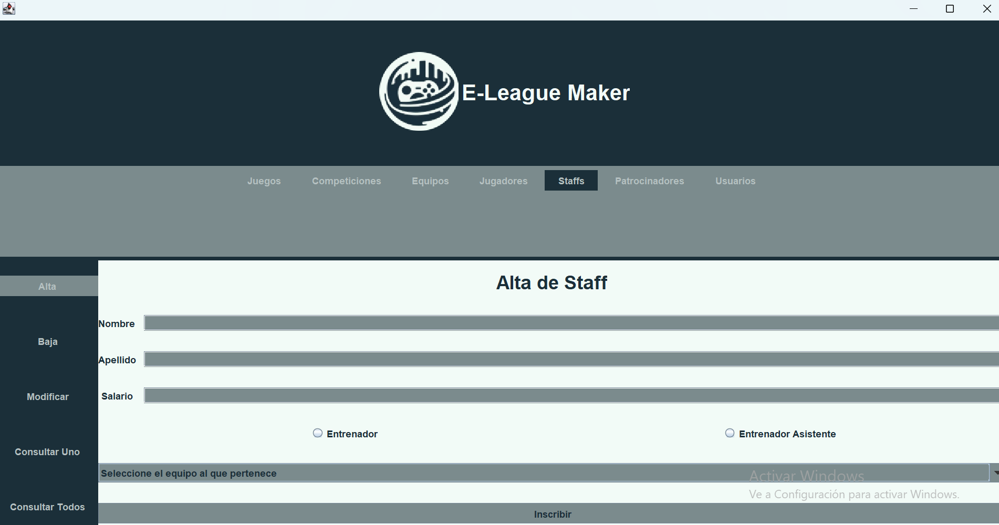 E-League Maker
Juegos Competiciones Equipos Jugadores Staffs Patrocinadores Usuarios
Alta de Staff
Alta
Nombre
Baja
Apellido
Modificar
Salario
Entrenador Entrenador Asistente
Consultar Uno
Seleccione el equipo al que pertenece
Activar Windows
Ve a Configuración para activar Windows.
Consultar Todos
Inscribir